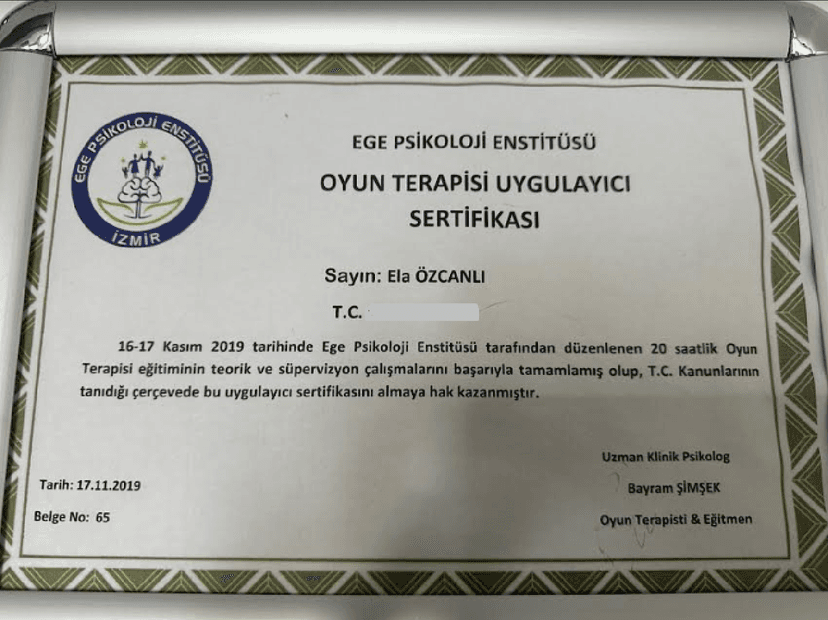 EGE PSİKOLOJİ ENSTİTÜSÜ
İZMİR
EGE PSİKOLOJİ ENSTİTÜSÜ
OYUN TERAPİSİ UYGULAYICI
SERTİFİKASI
Sayın: Ela ÖZCANLI
T.C.
16-17 Kasım 2019 tarihinde Ege Psikoloji Enstitüsü tarafından düzenlenen 20 saatlik Oyun
Terapisi eğitiminin teorik ve süpervizyon çalışmalarını başarıyla tamamlamış olup, T.C. Kanunlarının
tanıdığı çerçevede bu uygulayıcı sertifikasını almaya hak kazanmıştır.
Uzman Klinik Psikolog
Tarih: 17.11.2019
Bayram ŞİMŞEK
Belge No: 65
Oyun Terapisti & Eğitmen